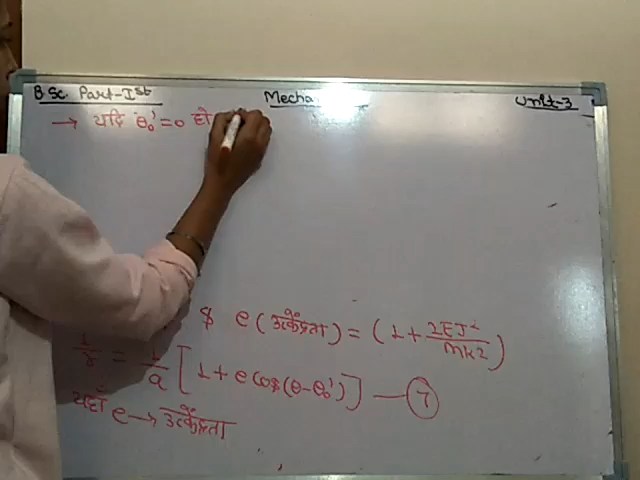 B.Sc. Part-Ist Mecha Unit-3
→ यदि θ₀' = 0 हो
$ e (उत्केंद्रता) = (1 + 2EJ²/mk²)
1/r = 1/a [1 + e cos(θ - θ₀')] — (7)
यहाँ e → उत्केंद्रता